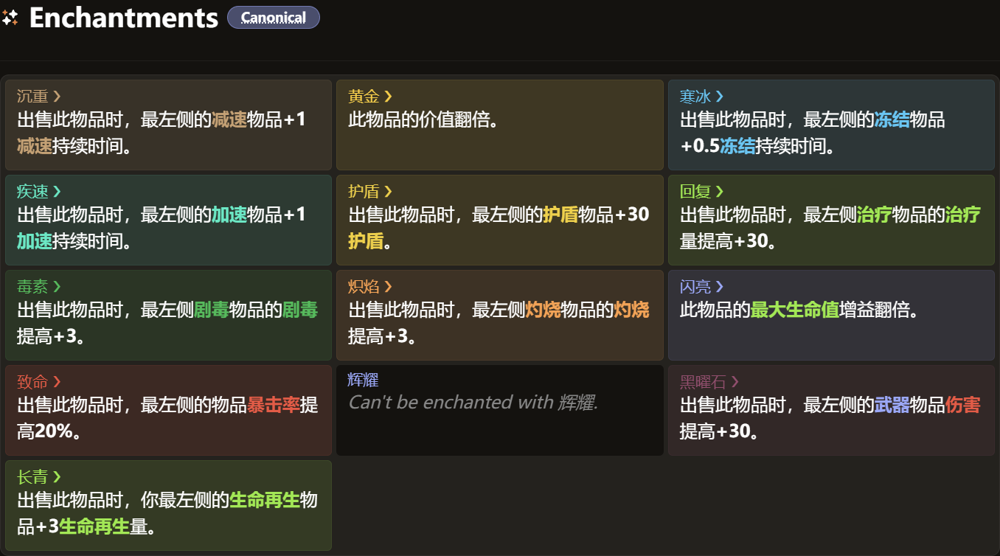 Enchantments Canonical
沉重
出售此物品时，最左侧的减速物品+1
减速持续时间。
黄金
此物品的价值翻倍。
寒冰
出售此物品时，最左侧的冻结物品
+0.5冻结持续时间。
疾速
出售此物品时，最左侧的加速物品+1
加速持续时间。
护盾
出售此物品时，最左侧的护盾物品+30
护盾。
回复
出售此物品时，最左侧治疗物品的治疗
量提高+30。
毒素
出售此物品时，最左侧剧毒物品的剧毒
提高+3。
炽焰
出售此物品时，最左侧灼烧物品的灼烧
提高+3。
闪亮
此物品的最大生命值增益翻倍。
致命
出售此物品时，最左侧的物品暴击率提
高20%。
辉耀
Can't be enchanted with 辉耀.
黑曜石
出售此物品时，最左侧的武器物品伤害
提高+30。
长青
出售此物品时，你最左侧的生命再生物
品+3生命再生量。